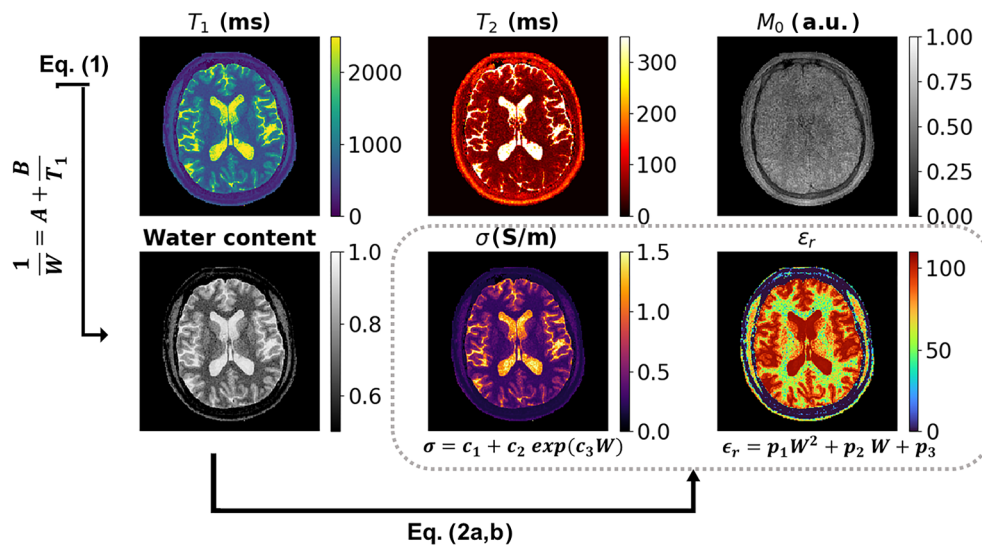 T₁ (ms)
T₂ (ms)
M₀ (a.u.)
Eq. (1)
2000
1000
0
300
200
100
0
1.00
0.75
0.50
0.25
0.00
1/W = A + B/T₁
Water content
σ(S/m)
εᵣ
1.0
0.8
0.6
1.5
1.0
0.5
0.0
100
50
0
σ = c₁ + c₂ exp(c₃W)
ϵᵣ = p₁W² + p₂ W + p₃
Eq. (2a,b)